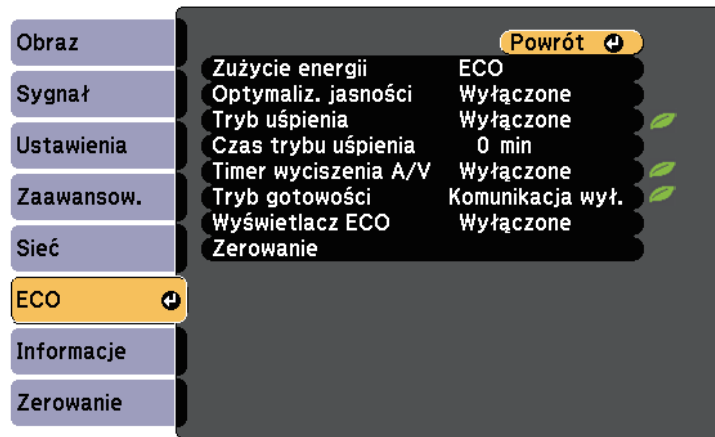 Obraz
Sygnał
Ustawienia
Zaawansow.
Sieć
ECO
Informacje
Zerowanie
Powrót
Zużycie energii ECO
Optymaliz. jasności Wyłączone
Tryb uśpienia Wyłączone
Czas trybu uśpienia 0 min
Timer wyciszenia A/V Wyłączone
Tryb gotowości Komunikacja wył.
Wyświetlacz ECO Wyłączone
Zerowanie